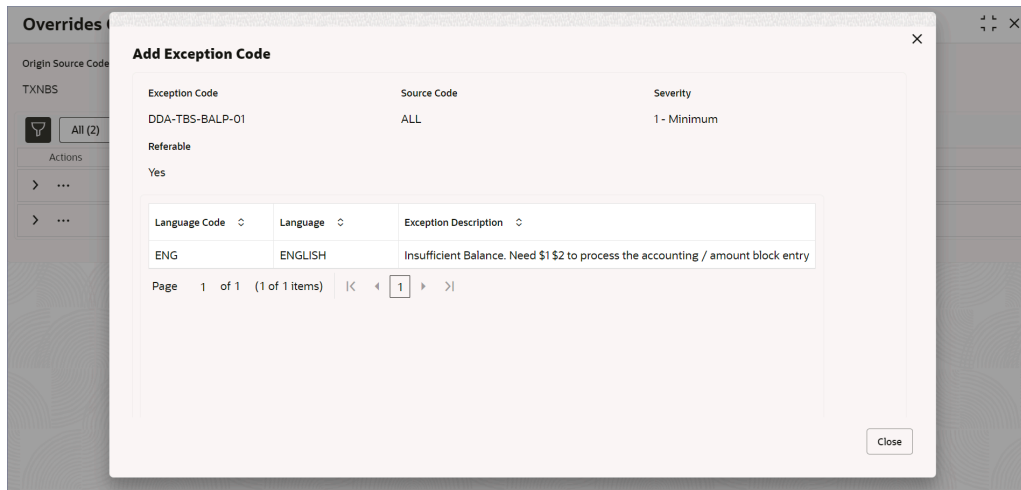 Overrides
Add Exception Code
Origin Source Code
TXNBS
Exception Code Source Code Severity
DDA-TBS-BALP-01 ALL 1 - Minimum
Referable
Yes
All (2)
Actions
Language Code Language Exception Description
ENG ENGLISH Insufficient Balance. Need $1 $2 to process the accounting / amount block entry
Page 1 of 1 (1 of 1 items) 1
Close